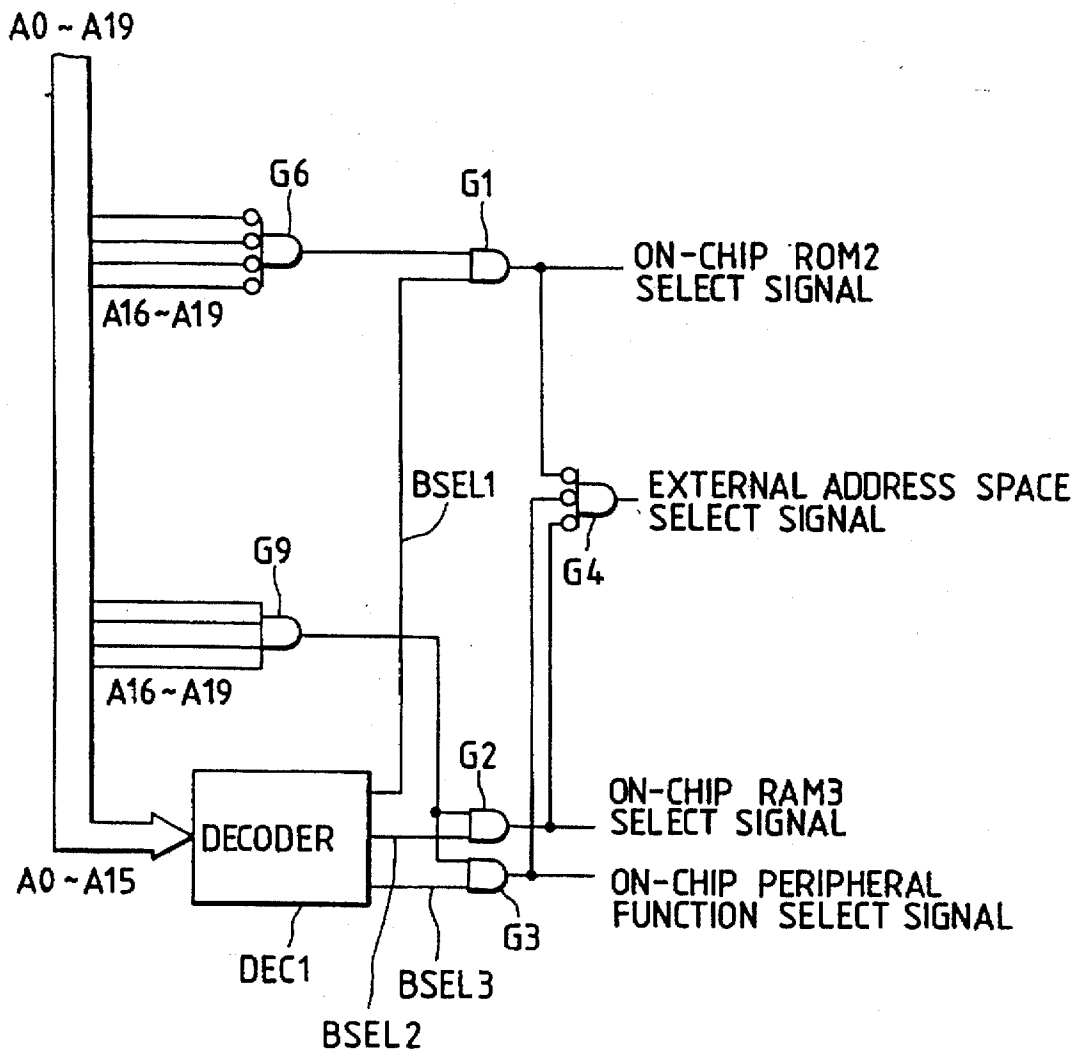 A0 ~ A19
G6
G1
ON-CHIP ROM2
SELECT SIGNAL
A16~A19
BSEL1
EXTERNAL ADDRESS SPACE
SELECT SIGNAL
G4
G9
A16~A19
G2
ON-CHIP RAM3
SELECT SIGNAL
DECODER
A0 ~ A15
ON-CHIP PERIPHERAL
FUNCTION SELECT SIGNAL
G3
DEC1
BSEL3
BSEL2